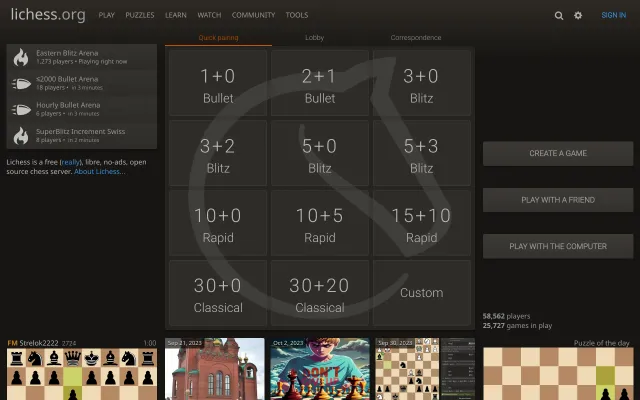 lichess.org PLAY PUZZLES LEARN WATCH COMMUNITY TOOLS SIGN IN
Quick pairing Lobby Correspondence
Eastern Blitz Arena
1,273 players • Playing right now
≤2000 Bullet Arena
18 players • in 3 minutes
Hourly Bullet Arena
6 players • in 3 minutes
SuperBlitz Increment Swiss
8 players • in 2 minutes
Lichess is a free (really), libre, no-ads, open
source chess server. About Lichess...
1+0
Bullet
2+1
Bullet
3+0
Blitz
3+2
Blitz
5+0
Blitz
5+3
Blitz
10+0
Rapid
10+5
Rapid
15+10
Rapid
30+0
Classical
30+20
Classical
Custom
CREATE A GAME
PLAY WITH A FRIEND
PLAY WITH THE COMPUTER
58,562 players
25,727 games in play
FM Strelok2222 2724 1:00
Sep 21, 2023
Oct 2, 2023
DON'T
Sep 30, 2023
Puzzle of the day